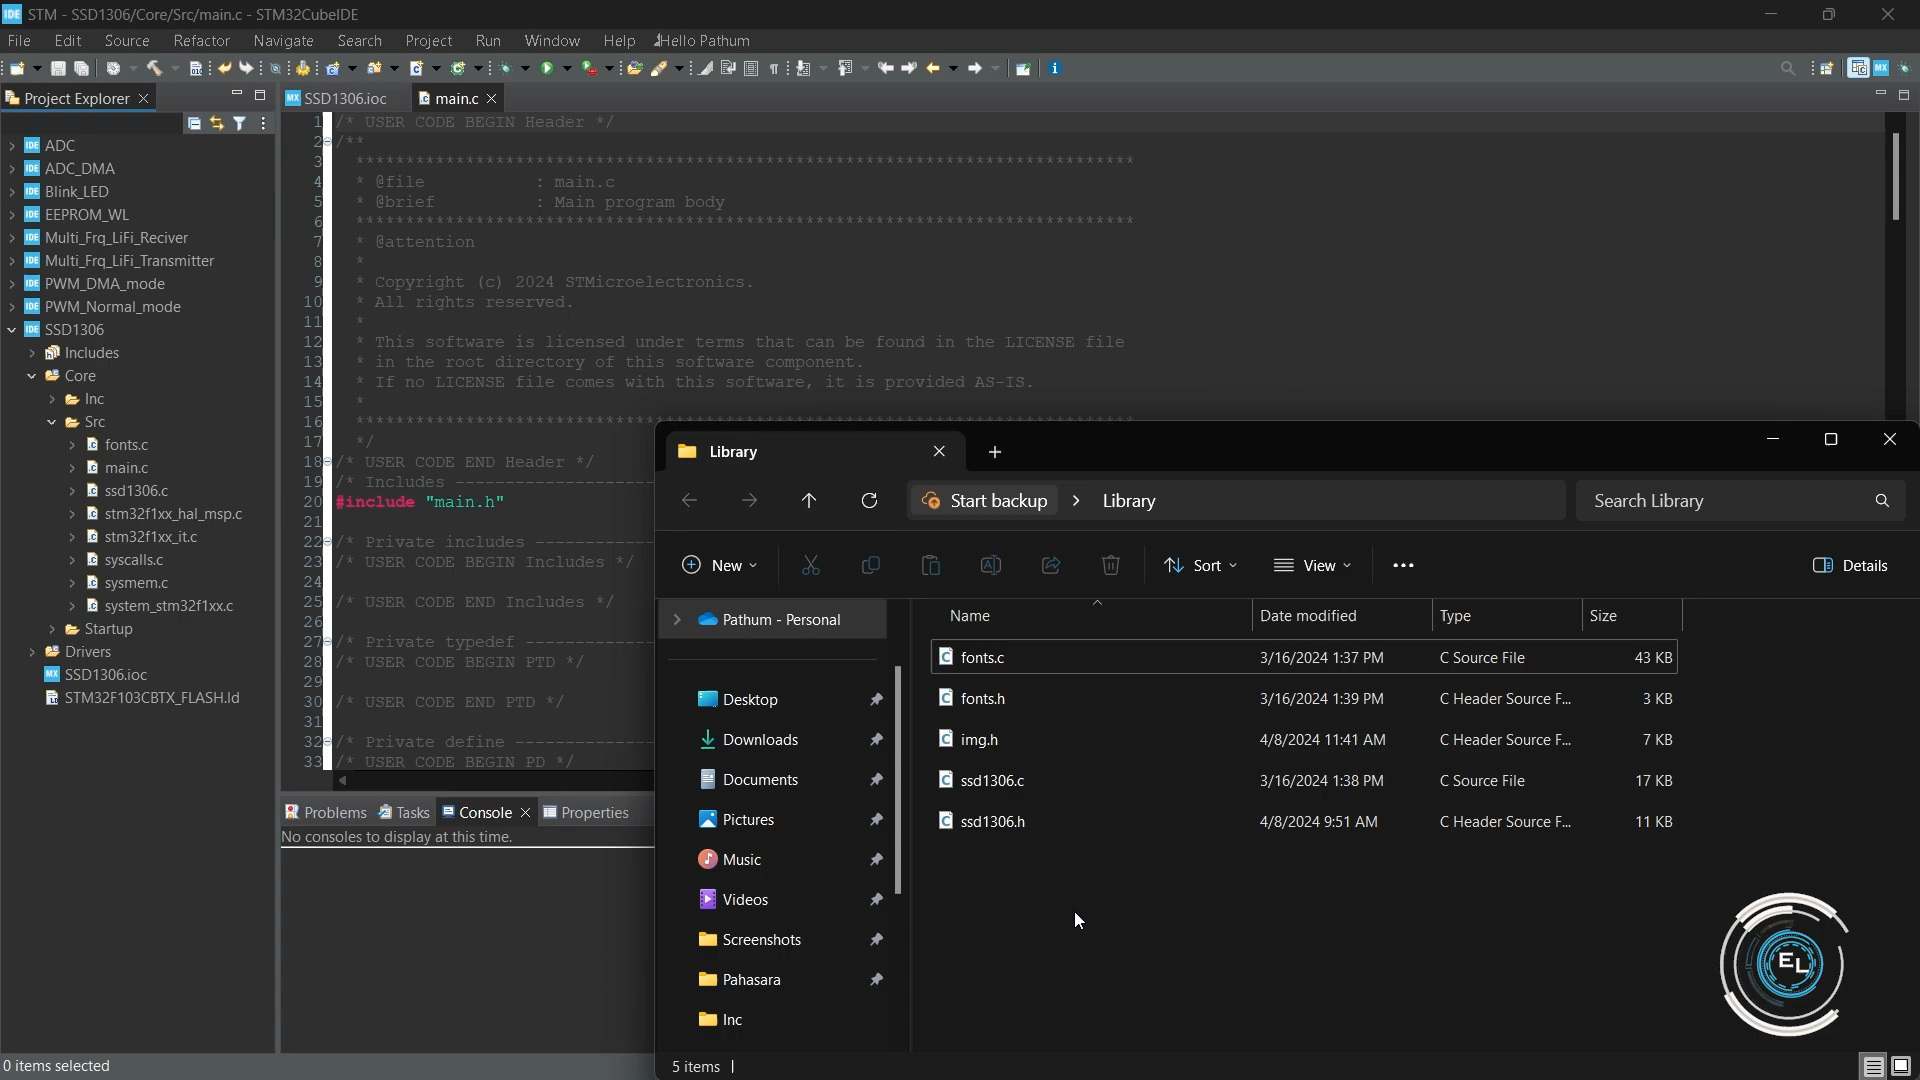 IDE STM - SSD1306/Core/Src/main.c - STM32CubeIDE
File Edit Source Refactor Navigate Search Project Run Window Help Hello Pathum
Project Explorer
SSD1306.ioc
main.c
ADC
ADC_DMA
Blink_LED
EEPROM_WL
Multi_Frq_LiFi_Reciver
Multi_Frq_LiFi_Transmitter
PWM_DMA_mode
PWM_Normal_mode
SSD1306
Includes
Core
Inc
Src
fonts.c
main.c
ssd1306.c
stm32f1xx_hal_msp.c
stm32f1xx_it.c
syscalls.c
sysmem.c
system_stm32f1xx.c
Startup
Drivers
SSD1306.ioc
STM32F103CBTX_FLASH.ld
0 items selected
1 /* USER CODE BEGIN Header */
2 /**
3 ******************************************************************************
4 * @file : main.c
5 * @brief : Main program body
6 ******************************************************************************
7 * @attention
8 *
9 * Copyright (c) 2024 STMicroelectronics.
10 * All rights reserved.
11 *
12 * This software is licensed under terms that can be found in the LICENSE file
13 * in the root directory of this software component.
14 * If no LICENSE file comes with this software, it is provided AS-IS.
15 *
16 ******************************************************************************
17 */
18 /* USER CODE END Header */
19 /* Includes --------------------
20 #include "main.h"
21
22 /* Private includes ------------
23 /* USER CODE BEGIN Includes */
24
25 /* USER CODE END Includes */
26
27 /* Private typedef -------------
28 /* USER CODE BEGIN PTD */
29
30 /* USER CODE END PTD */
31
32 /* Private define --------------
33 /* USER CODE BEGIN PD */
Problems Tasks Console Properties
No consoles to display at this time.
Library
Start backup > Library
Search Library
New
Sort
View
Details
Pathum - Personal
Desktop
Downloads
Documents
Pictures
Music
Videos
Screenshots
Pahasara
Inc
Name Date modified Type Size
fonts.c 3/16/2024 1:37 PM C Source File 43 KB
fonts.h 3/16/2024 1:39 PM C Header Source F... 3 KB
img.h 4/8/2024 11:41 AM C Header Source F... 7 KB
ssd1306.c 3/16/2024 1:38 PM C Source File 17 KB
ssd1306.h 4/8/2024 9:51 AM C Header Source F... 11 KB
EL
5 items